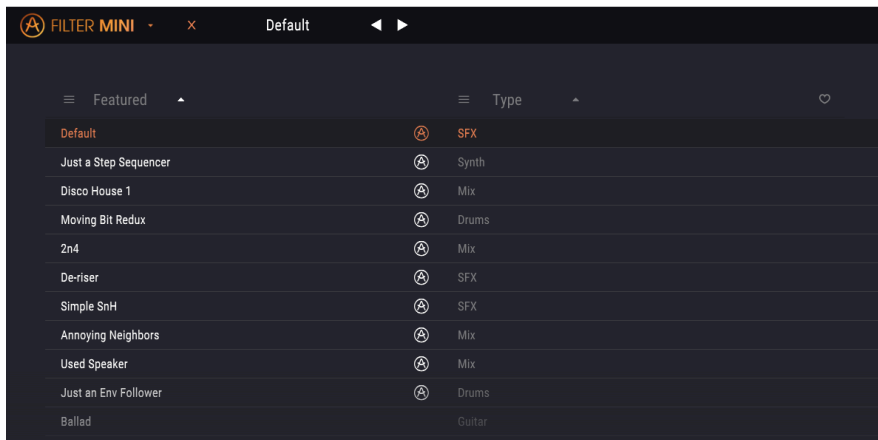 FILTER MINI Default
Featured Type
Default SFX
Just a Step Sequencer Synth
Disco House 1 Mix
Moving Bit Redux Drums
2n4 Mix
De-riser SFX
Simple SnH SFX
Annoying Neighbors Mix
Used Speaker Mix
Just an Env Follower Drums
Ballad Guitar